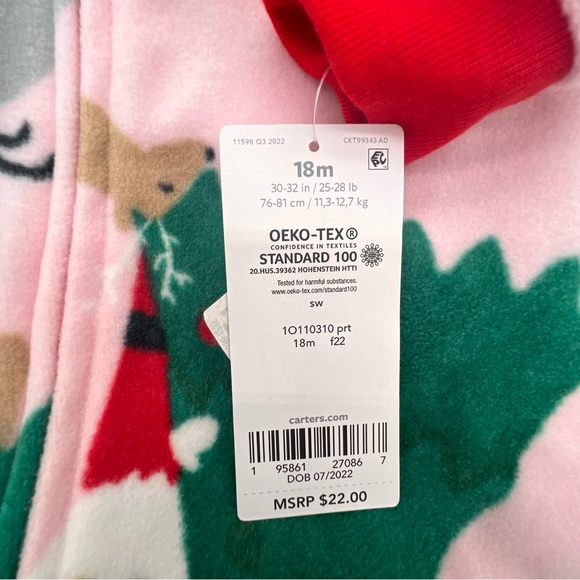 11598 Q3 2022 CKT99343 AD
18m
30-32 in / 25-28 lb
76-81 cm / 11,3-12,7 kg
OEKO-TEX®
CONFIDENCE IN TEXTILES
STANDARD 100
20.HUS.39362 HOHENSTEIN HTTI
Tested for harmful substances.
www.oeko-tex.com/standard100
SW
1O110310 prt
18m f22
carters.com
1 95861 27086 7
DOB 07/2022
MSRP $22.00